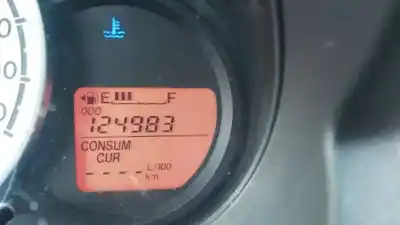 E F
ODO
124983
CONSUM
CUR
---- L/100
km